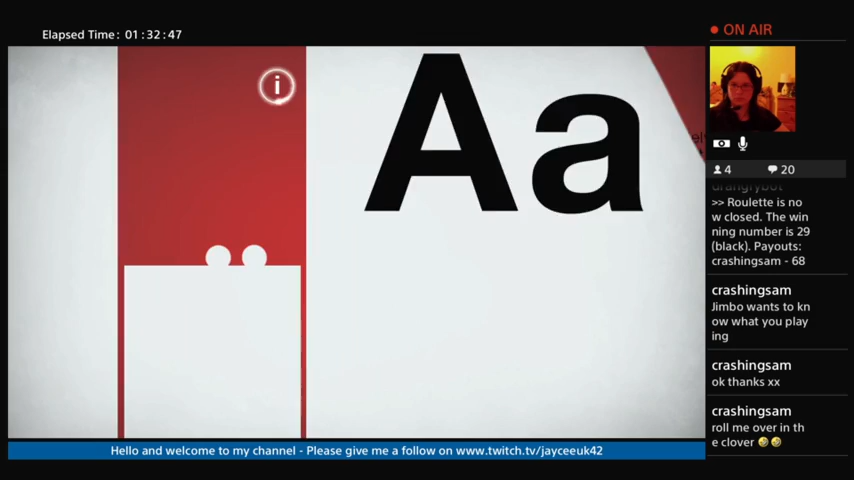 Elapsed Time: 01:32:47
ON AIR
i
Aa
4
20
>> Roulette is no
w closed. The win
ning number is 29
(black). Payouts:
crashingsam - 68
crashingsam
Jimbo wants to kn
ow what you play
ing
crashingsam
ok thanks xx
crashingsam
roll me over in th
e clover 🤣🤣
Hello and welcome to my channel - Please give me a follow on www.twitch.tv/jayceeuk42